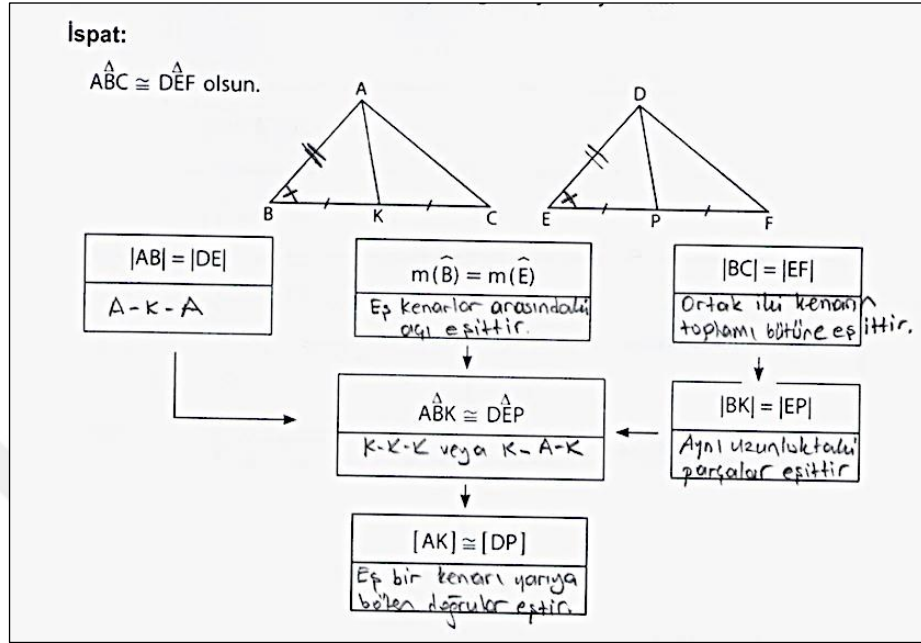 İspat:
ABC ≅ DEF olsun.
A
D
B
K
C
E
P
F
|AB| = |DE|
A-K-A
m(B) = m(E)
Eş kenarlar arasındaki
açı eşittir.
|BC| = |EF|
Ortak iki kenarın
toplamı bütüne eşittir.
ABK ≅ DEP
K-K-K veya K-A-K
|BK| = |EP|
Aynı uzunluktaki
parçalar eşittir
[AK] ≅ [DP]
Eş bir kenarı yarıya
bölen doğrular eştir.